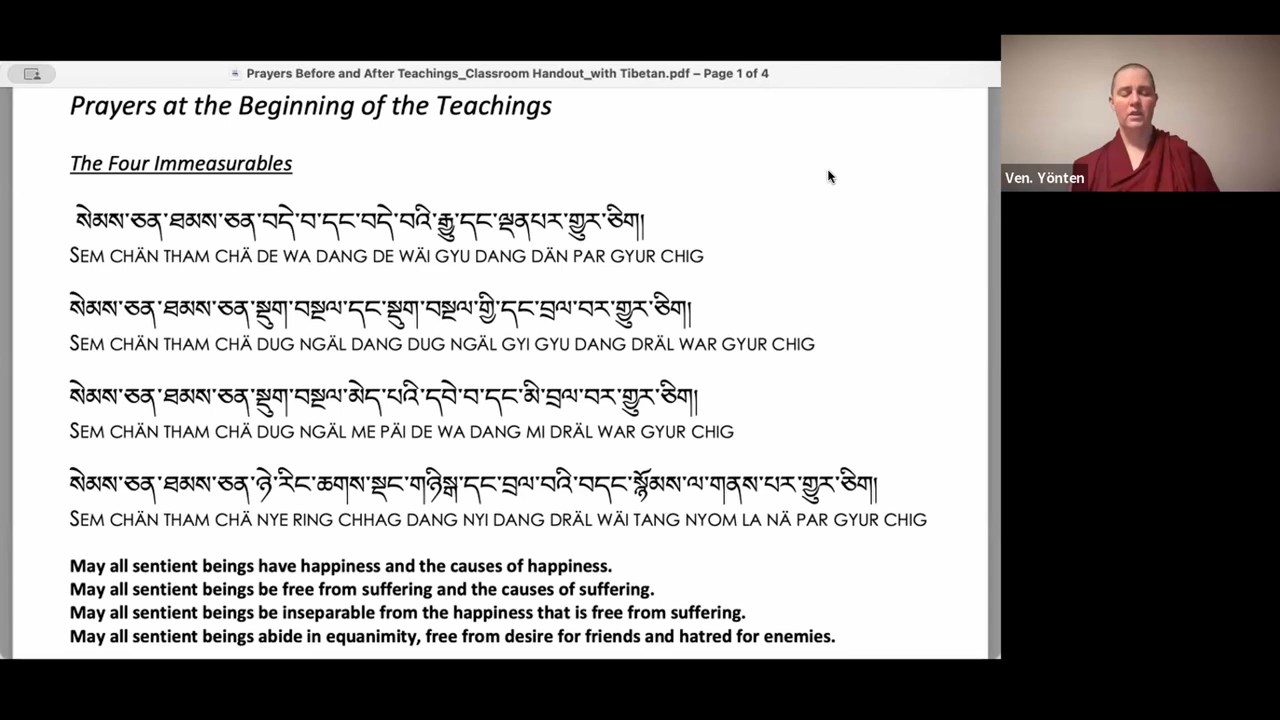 Prayers Before and After Teachings_Classroom Handout_with Tibetan.pdf – Page 1 of 4
Prayers at the Beginning of the Teachings
The Four Immeasurables
སེམས་ཅན་ཐམས་ཅན་བདེ་བ་དང་བདེ་བའི་རྒྱུ་དང་ལྡནཔར་གྱུར་ཅིག།
SEM CHÄN THAM CHÄ DE WA DANG DE WÄI GYU DANG DÄN PAR GYUR CHIG
སེམས་ཅན་ཐམས་ཅན་སྡུག་བསྔལ་དང་སྡུག་བསྔལ་གྱི་དང་བྲལ་བར་གྱུར་ཅིག།
SEM CHÄN THAM CHÄ DUG NGÄL DANG DUG NGÄL GYI GYU DANG DRÄL WAR GYUR CHIG
སེམས་ཅན་ཐམས་ཅན་སྡུག་བསྔལ་མེད་པའི་དབེ་བ་དང་མི་བྲལ་བར་གྱུར་ཅིག།
SEM CHÄN THAM CHÄ DUG NGÄL ME PÄI DE WA DANG MI DRÄL WAR GYUR CHIG
སེམས་ཅན་ཐམས་ཅན་ཉེ་རིང་ཆགས་སྡང་གཉིསྒ་དང་བྲལ་བའི་བདང་སྙོམས་ལ་གནས་པར་གྱུར་ཅིག།
SEM CHÄN THAM CHÄ NYE RING CHHAG DANG NYI DANG DRÄL WÄI TANG NYOM LA NÄ PAR GYUR CHIG
May all sentient beings have happiness and the causes of happiness.
May all sentient beings be free from suffering and the causes of suffering.
May all sentient beings be inseparable from the happiness that is free from suffering.
May all sentient beings abide in equanimity, free from desire for friends and hatred for enemies.
Ven. Yönten